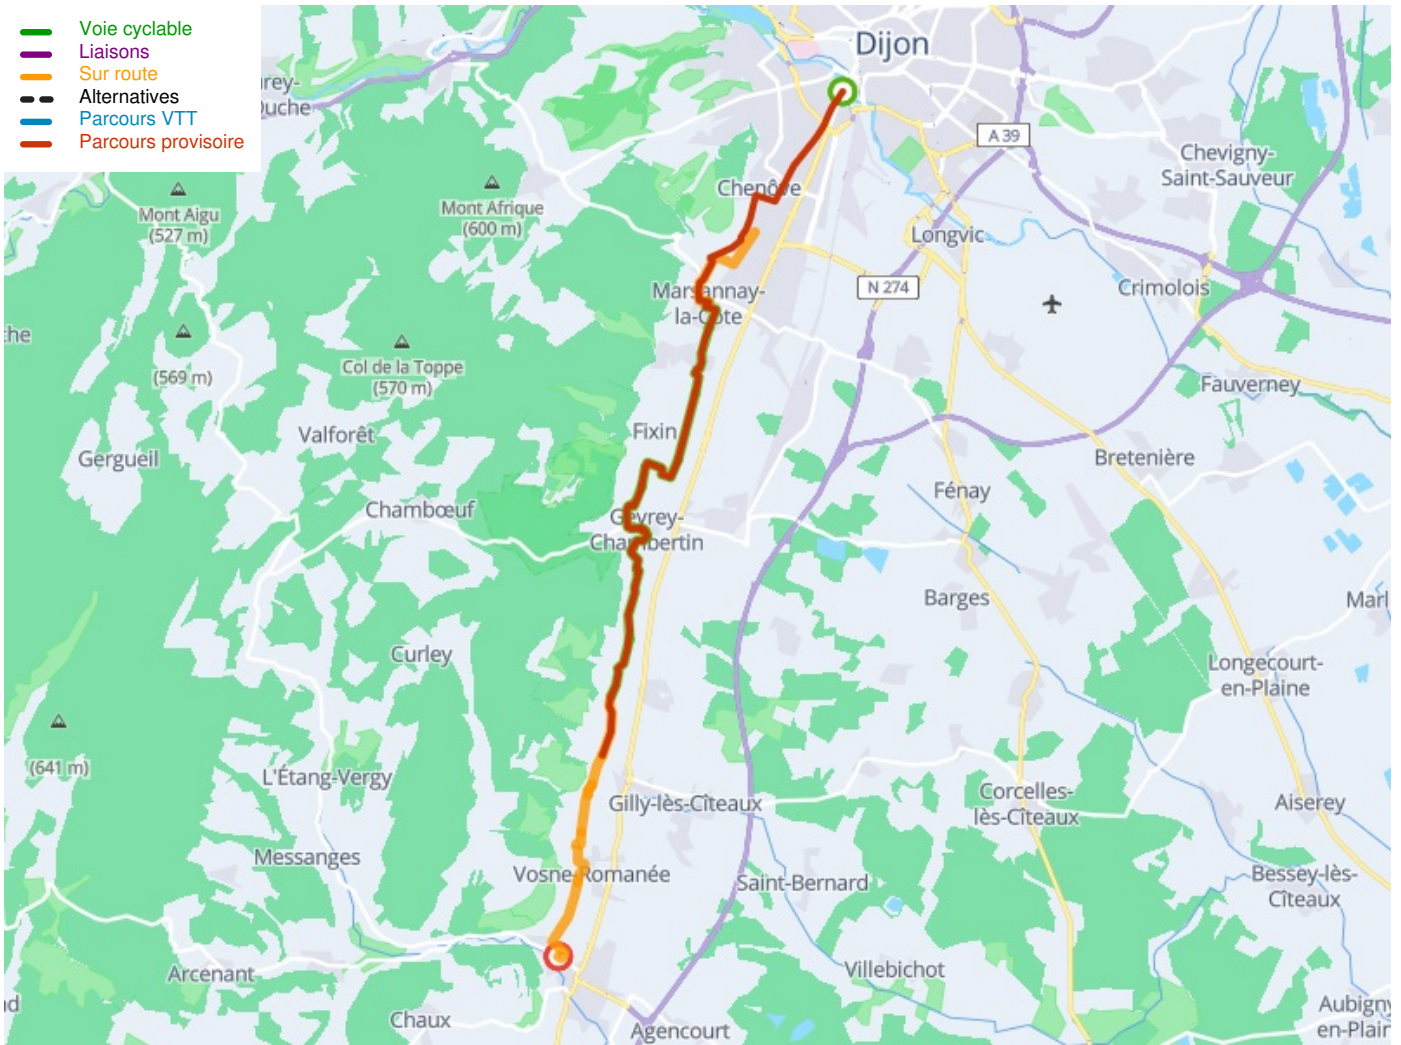 Voie cyclable
Liaisons
Sur route
Alternatives
Parcours VTT
Parcours provisoire
Dijon
A 39
Chevigny-
Saint-Sauveur
Mont Aigu
(527 m)
Mont Afrique
(600 m)
Chenôve
Longvic
Marsannay-
la-Côte
N 274
Crimolois
(569 m)
Col de la Toppe
(570 m)
Fauverney
Valforêt
Fixin
Gergueil
Bretenière
Fénay
Chambœuf
Gevrey-
Chambertin
Barges
Curley
Longecourt-
en-Plaine
(641 m)
L'Étang-Vergy
Gilly-lès-Cîteaux
Corcelles-
lès-Cîteaux
Aiserey
Messanges
Vosne-Romanée
Saint-Bernard
Bessey-lès-
Cîteaux
Arcenant
Villebichot
Chaux
Agencourt
Aubigny
en-Plain